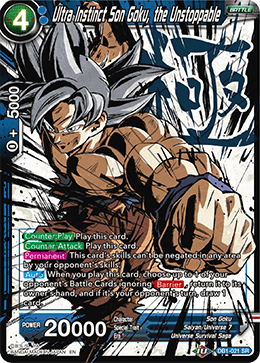 BATTLE
4
Ultra Instinct Son Goku, the Unstoppable
0 + 5000
Counter: Play Play this card.
Counter: Attack Play this card.
Permanent This card's skills can't be negated in any area
by your opponent's skills.
Auto When you play this card, choose up to 1 of your
opponent's Battle Cards ignoring Barrier, return it to its
owner's hand, and if it's your opponent's turn, draw 1
card.
POWER 20000
Character Son Goku
Special Trait Saiyan/Universe 7
Era Universe Survival Saga
DB1-021 SR